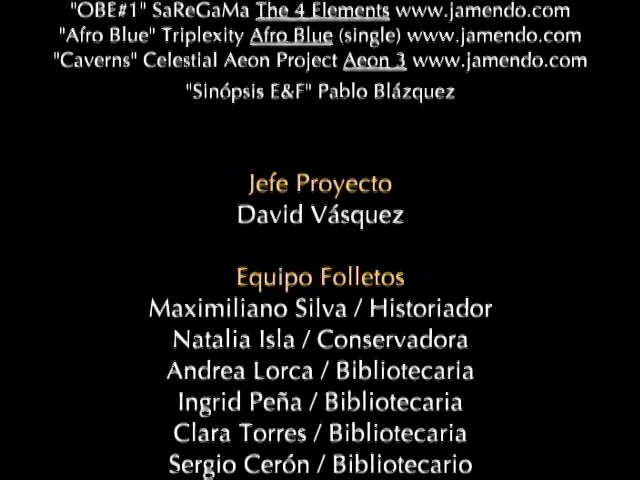 "OBE#1" SaReGaMa The 4 Elements www.jamendo.com
"Afro Blue" Triplexity Afro Blue (single) www.jamendo.com
"Caverns" Celestial Aeon Project Aeon 3 www.jamendo.com
"Sinópsis E&F" Pablo Blázquez
Jefe Proyecto
David Vásquez
Equipo Folletos
Maximiliano Silva / Historiador
Natalia Isla / Conservadora
Andrea Lorca / Bibliotecaria
Ingrid Peña / Bibliotecaria
Clara Torres / Bibliotecaria
Sergio Cerón / Bibliotecario